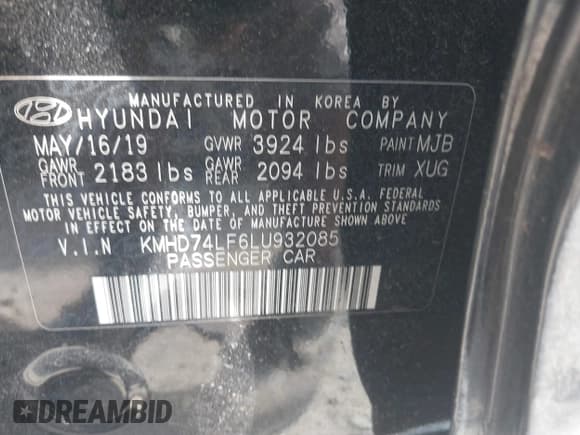 MANUFACTURED IN KOREA BY
HYUNDAI MOTOR COMPANY
MAY/16/19 GVWR 3924 lbs PAINT MJB
GAWR FRONT 2183 lbs GAWR REAR 2094 lbs TRIM XUG
THIS VEHICLE CONFORMS TO ALL APPLICABLE U.S.A. FEDERAL
MOTOR VEHICLE SAFETY, BUMPER, AND THEFT PREVENTION STANDARDS
IN EFFECT ON THE DATE OF MANUFACTURE SHOWN ABOVE.
V.I.N KMHD74LF6LU932085
PASSENGER CAR
DREAMBID
DREAMBID.COM